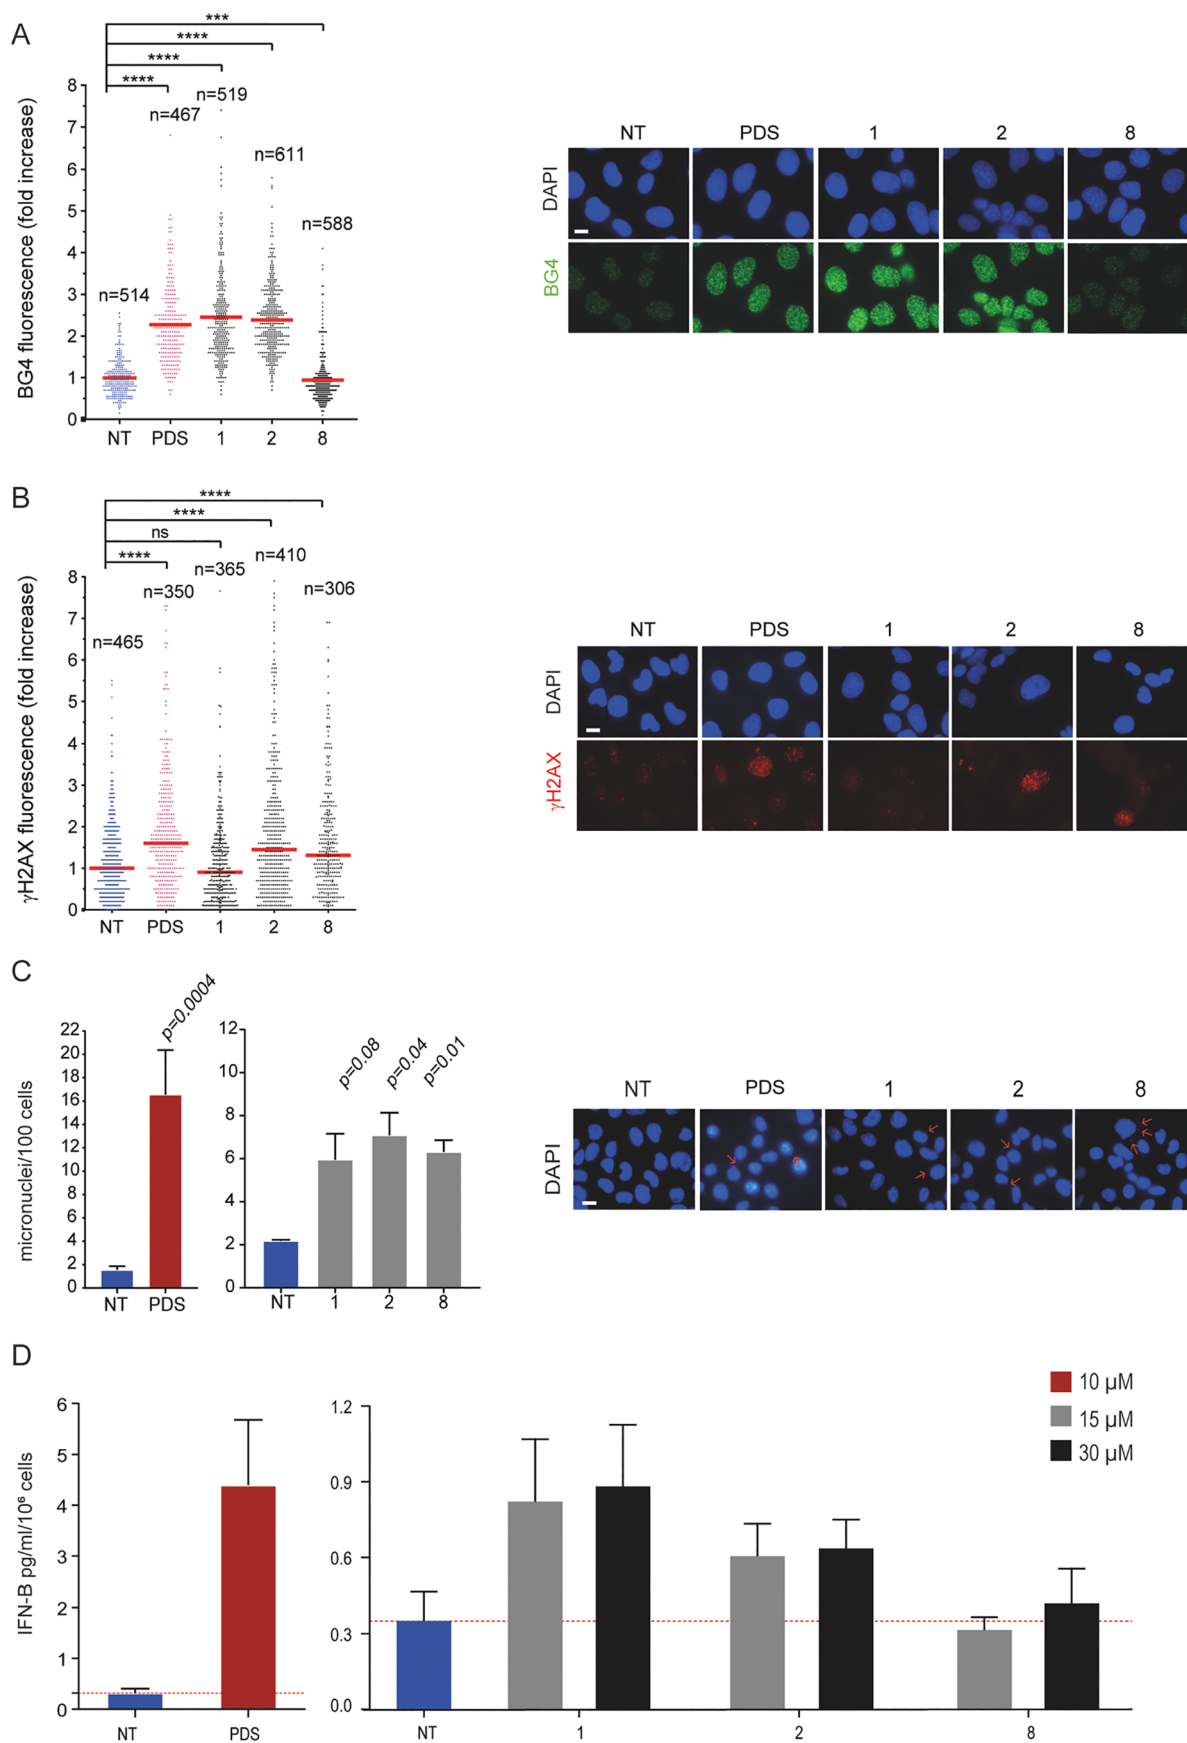 A
***
****
****
****
BG4 fluorescence (fold increase)
8
7
6
5
4
3
2
1
0
n=514
n=467
n=519
n=611
n=588
NT PDS 1 2 8
NT PDS 1 2 8
DAPI
BG4
B
****
****
ns
****
γH2AX fluorescence (fold increase)
8
7
6
5
4
3
2
1
0
n=465
n=350
n=365
n=410
n=306
NT PDS 1 2 8
NT PDS 1 2 8
DAPI
γH2AX
C
micronuclei/100 cells
22
20
18
16
14
12
10
8
6
4
2
0
p=0.0004
NT PDS
12
10
8
6
4
2
0
p=0.08
p=0.04
p=0.01
NT 1 2 8
NT PDS 1 2 8
DAPI
D
IFN-B pg/ml/10⁶ cells
6
5
4
3
2
1
0
NT PDS
1.2
0.9
0.6
0.3
0.0
NT 1 2 8
10 µM
15 µM
30 µM